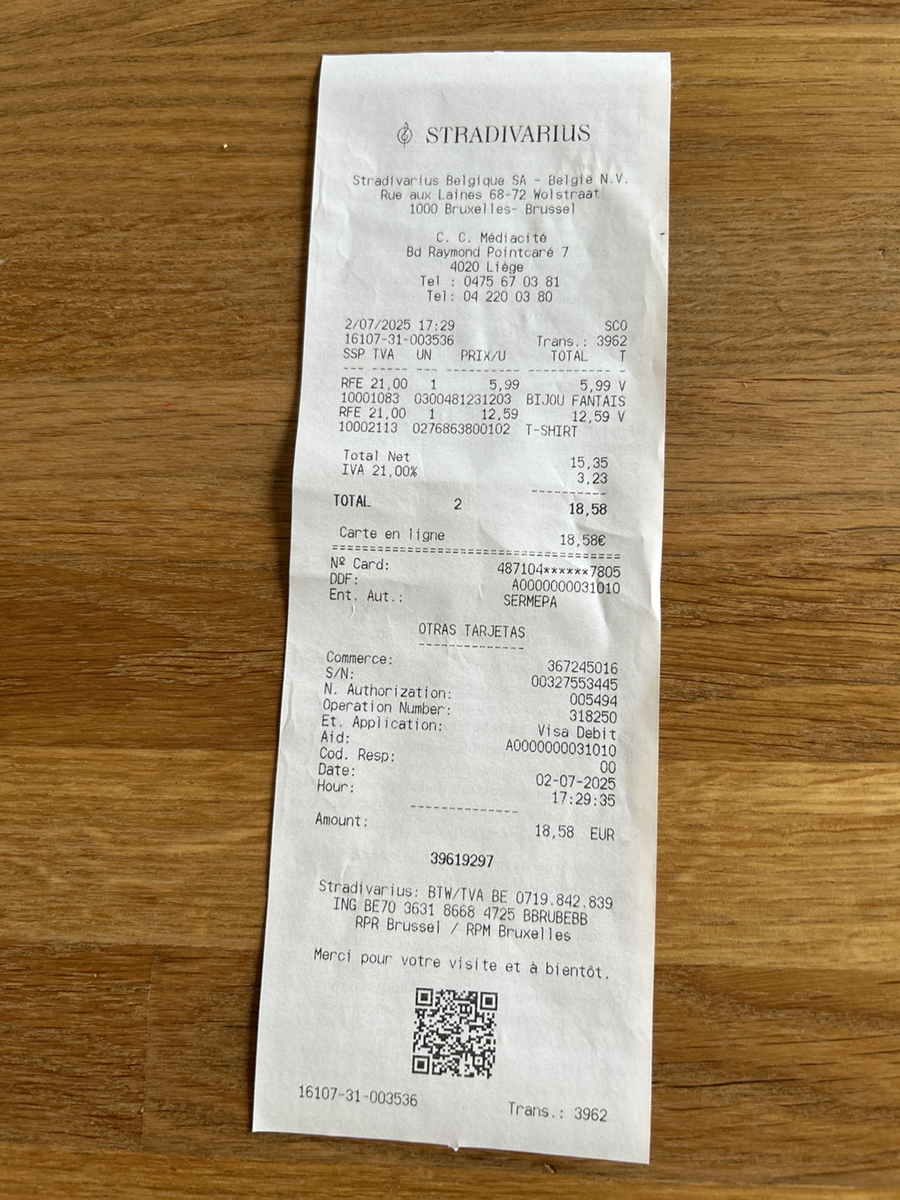 STRADIVARIUS
Stradivarius Belgique SA - België N.V.
Rue aux Laines 68-72 Wolstraat
1000 Bruxelles- Brussel
C. C. Médiacité
Bd Raymond Pointcaré 7
4020 Liège
Tel : 0475 67 03 81
Tel: 04 220 03 80
2/07/2025 17:29 SCO
16107-31-003536 Trans.: 3962
SSP TVA UN PRIX/U TOTAL T
--- --- --- ---------- ---------- -
RFE 21,00 1 5,99 5,99 V
10001083 0300481231203 BIJOU FANTAIS
RFE 21,00 1 12,59 12,59 V
10002113 0276863800102 T-SHIRT
Total Net 15,35
IVA 21,00% 3,23
----------
TOTAL 2 18,58
Carte en ligne 18,58€
========================================
Nº Card: 487104******7805
DDF: A0000000031010
Ent. Aut.: SERMEPA
OTRAS TARJETAS
--------------
Commerce: 367245016
S/N: 00327553445
N. Authorization: 005494
Operation Number: 318250
Et. Application: Visa Debit
Aid: A0000000031010
Cod. Resp: 00
Date: 02-07-2025
Hour: 17:29:35
--------------
Amount: 18,58 EUR
39619297
Stradivarius: BTW/TVA BE 0719.842.839
ING BE70 3631 8668 4725 BBRUBEBB
RPR Brussel / RPM Bruxelles
Merci pour votre visite et à bientôt.
16107-31-003536 Trans.: 3962